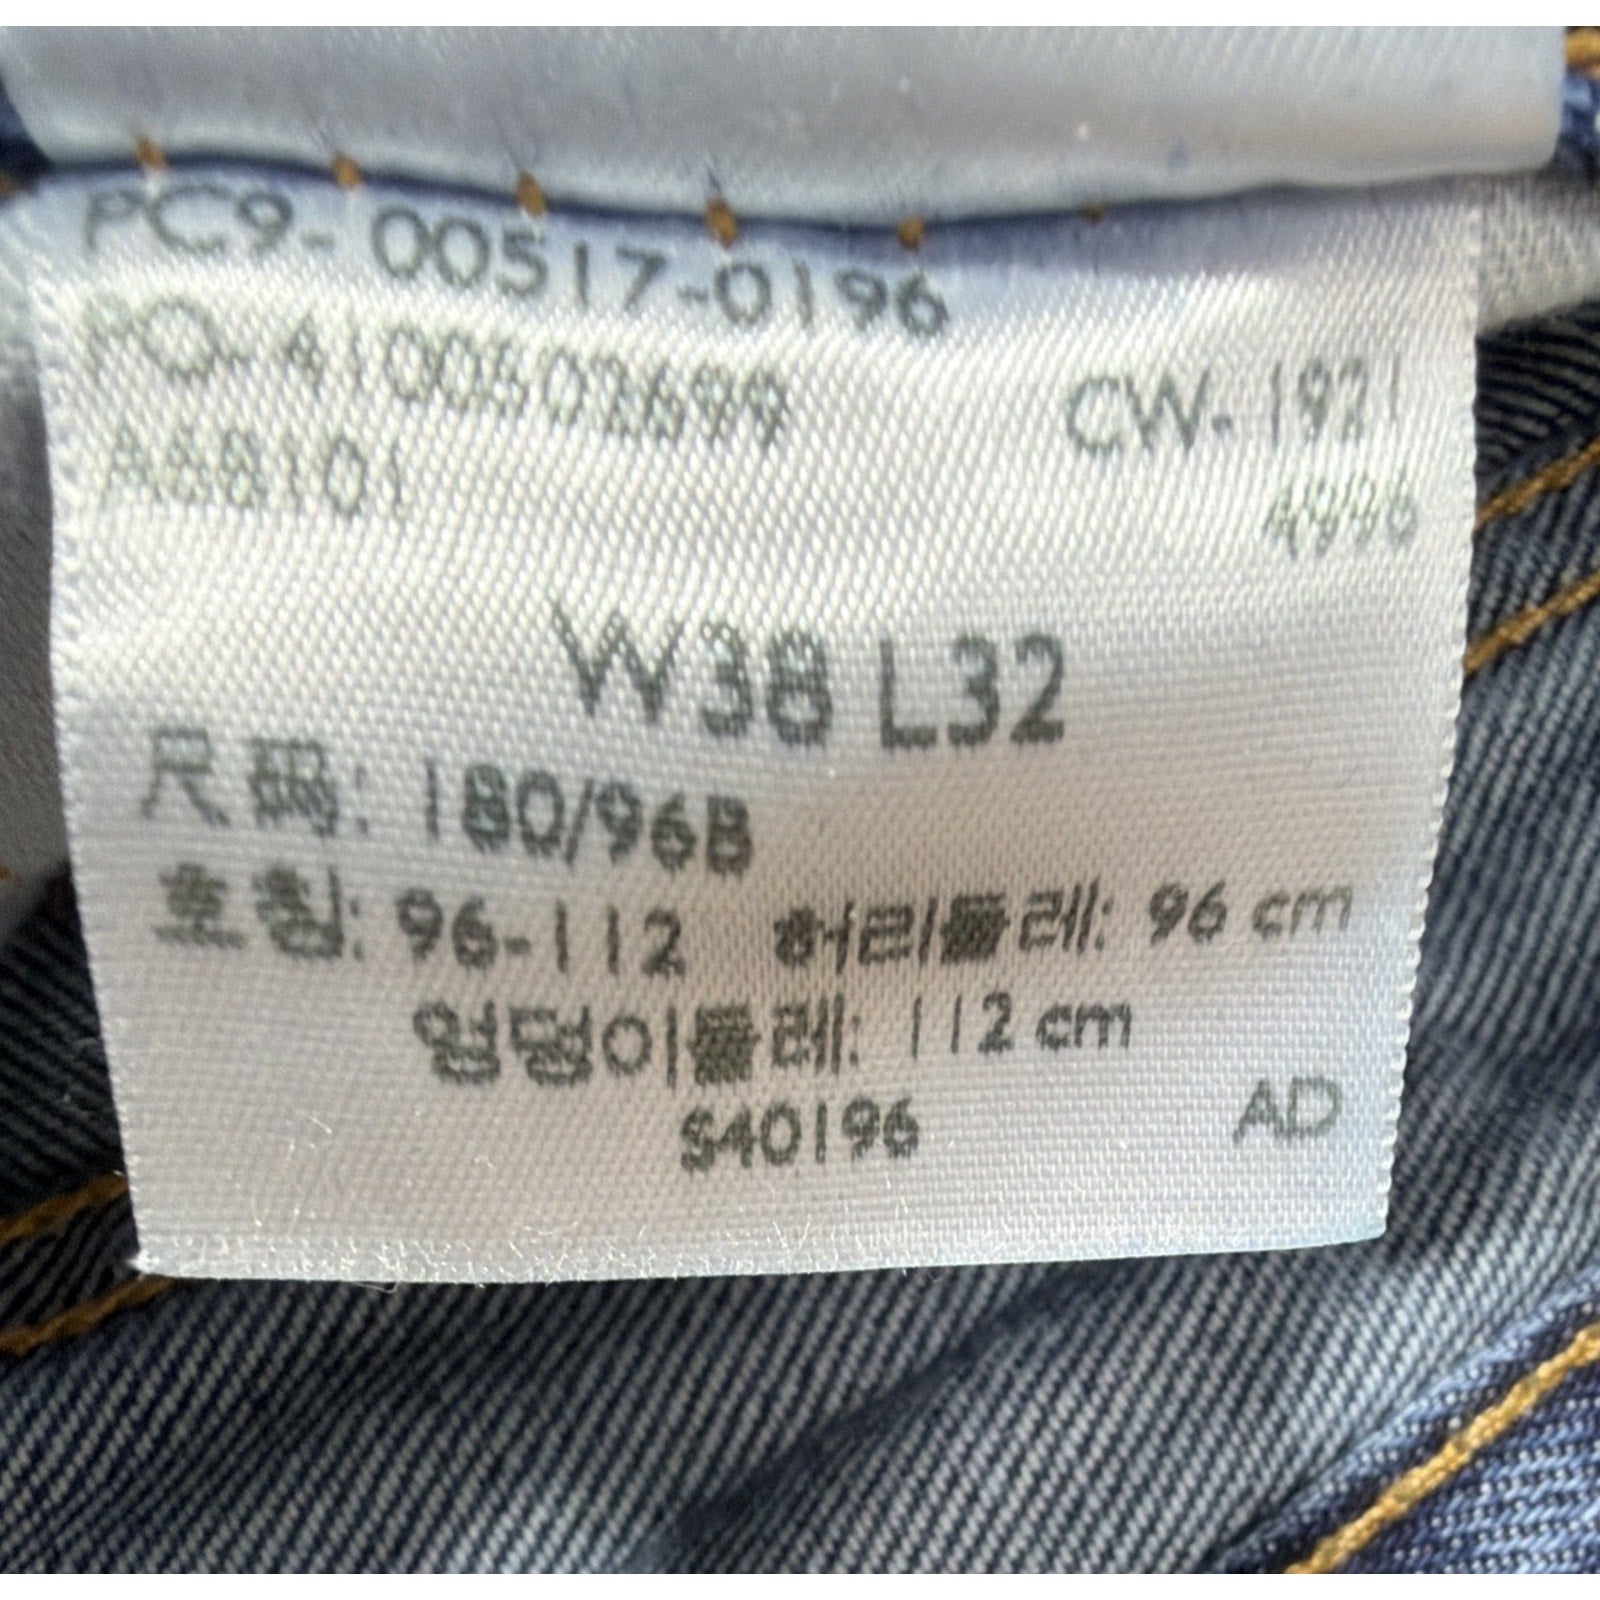 PC9- 00517-0196
PO- 4100502699 CW- 1921
A68101 4996
W38 L32
尺码: 180/96B
호칭: 96-112 허리둘레: 96 cm
엉덩이둘레: 112 cm
S40196 AD